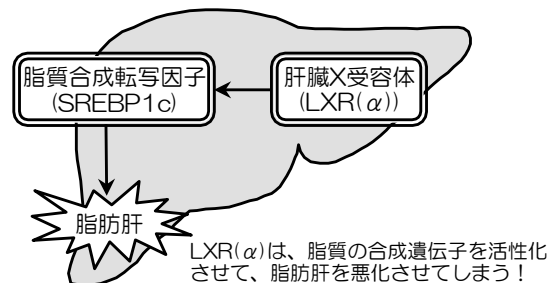 脂質合成転写因子
(SREBP1c)
肝臓X受容体
(LXR(α))
脂肪肝
LXR(α)は、脂質の合成遺伝子を活性化
させて、脂肪肝を悪化させてしまう！